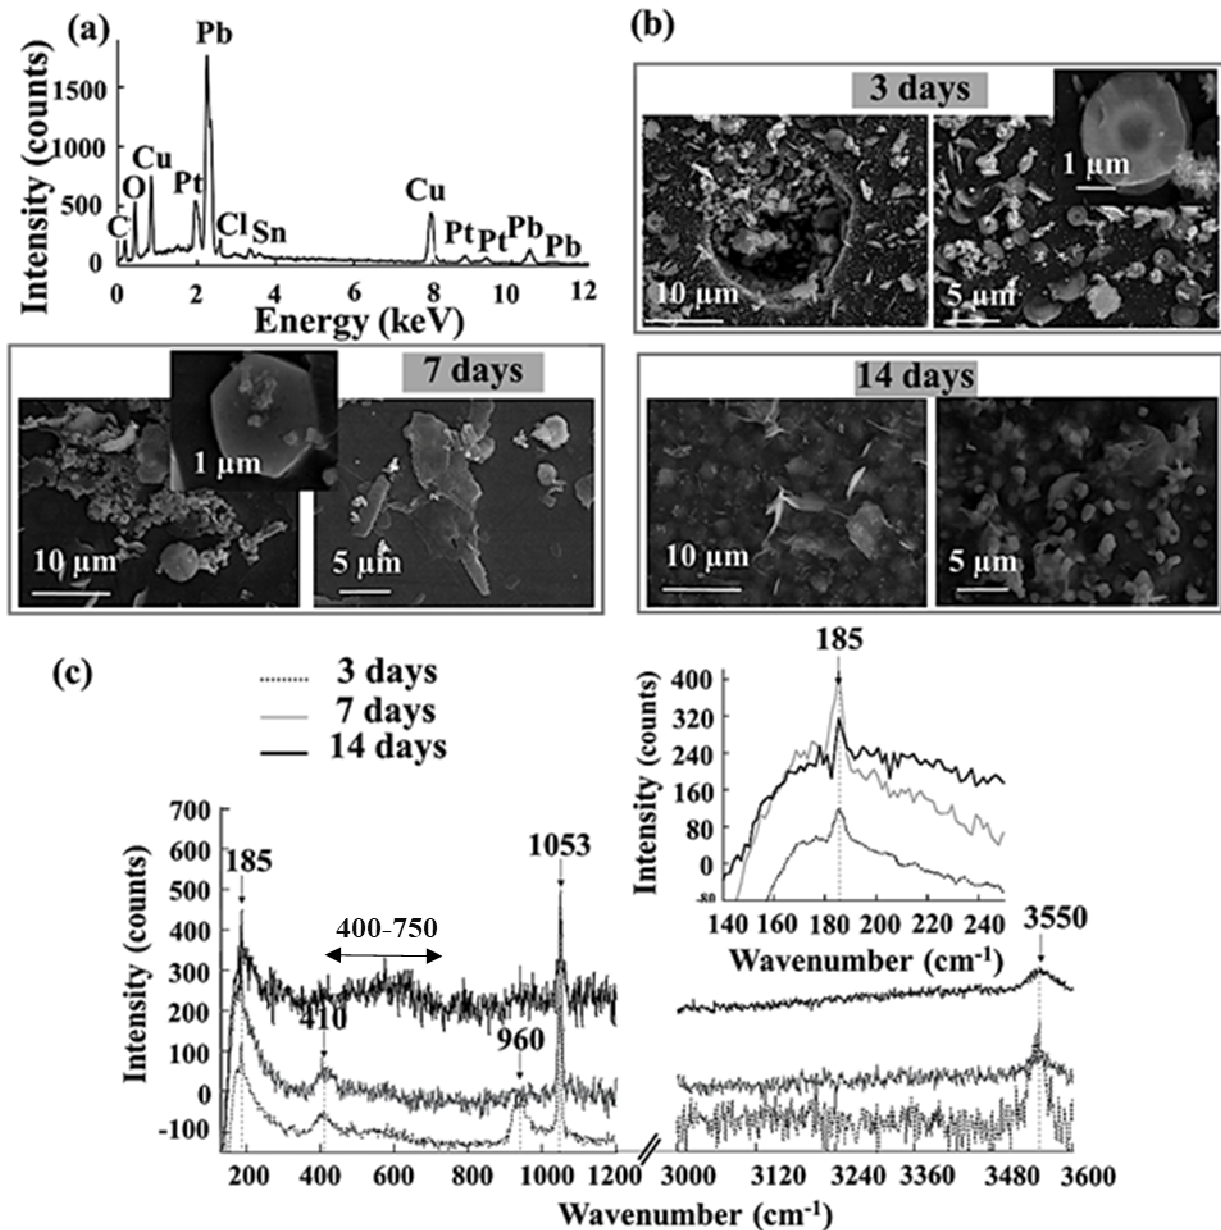 (a)
Intensity (counts)
1500
1000
500
0
C
O
Cu
Pt
Pb
Cl
Sn
Cu
Pt
Pt
Pb
Pb
0 2 4 6 8 10 12
Energy (keV)
(b)
3 days
10 µm
5 µm
1 µm
7 days
10 µm
1 µm
5 µm
14 days
10 µm
5 µm
(c)
3 days
7 days
14 days
Intensity (counts)
700
600
500
400
300
200
100
0
-100
185
400-750
410
960
1053
3550
200 400 600 800 1000 1200 3000 3120 3240 3360 3480 3600
Wavenumber (cm-1)
185
Intensity (counts)
400
320
240
160
80
0
-80
140 160 180 200 220 240
Wavenumber (cm-1)